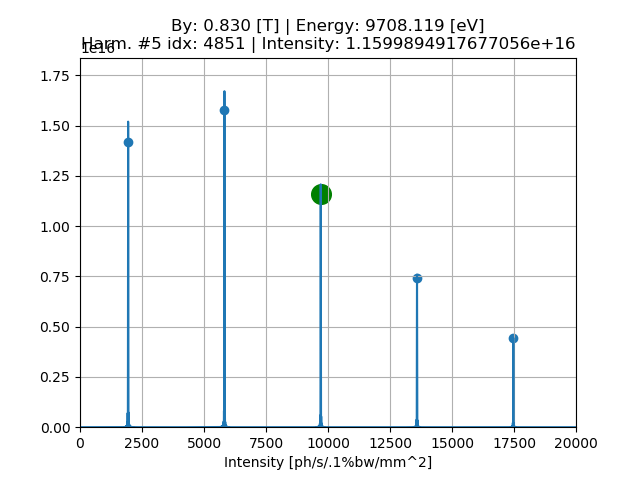 By: 0.830 [T] | Energy: 9708.119 [eV]
Harm. #5 idx: 4851 | Intensity: 1.1599894917677056e+16
1e16
1.75
1.50
1.25
1.00
0.75
0.50
0.25
0.00
0 2500 5000 7500 10000 12500 15000 17500 20000
Intensity [ph/s/.1%bw/mm^2]